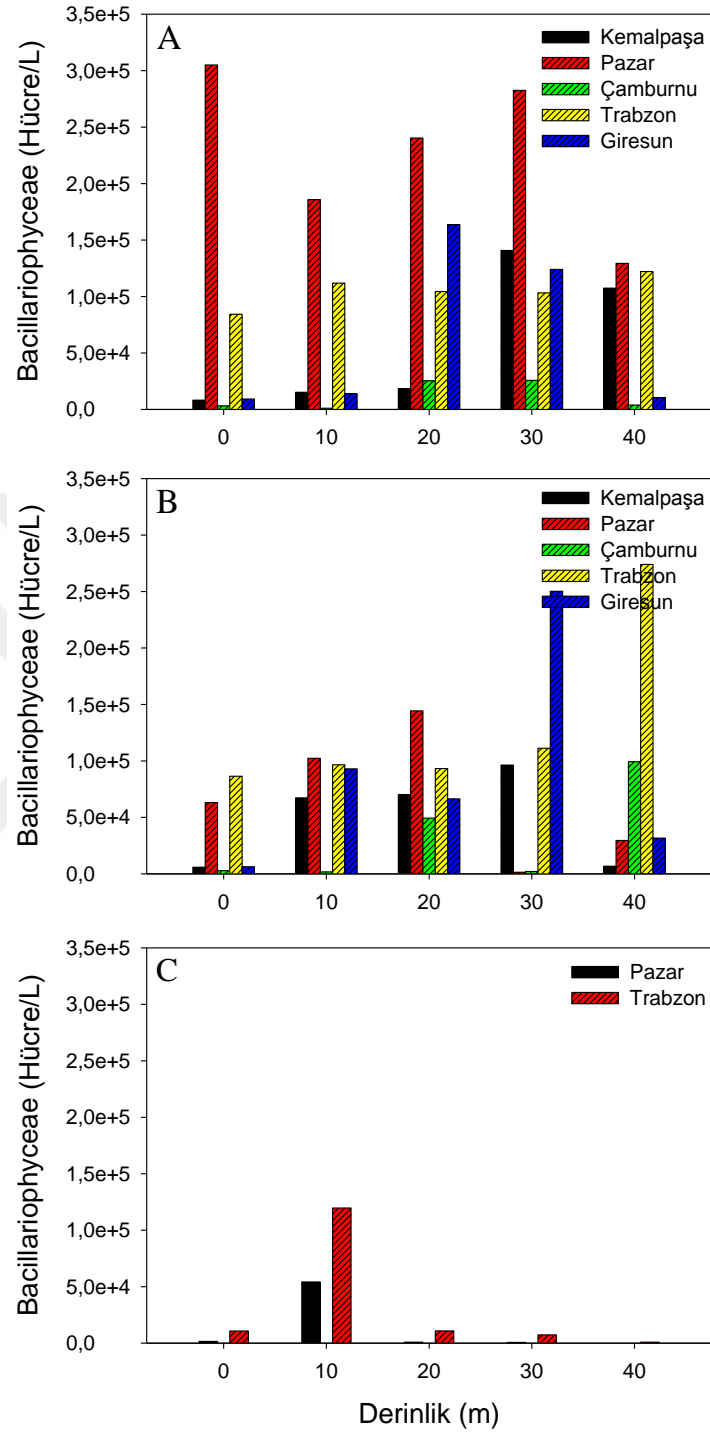 A
Bacillariophyceae (Hücre/L)
3,5e+5
3,0e+5
2,5e+5
2,0e+5
1,5e+5
1,0e+5
5,0e+4
0,0
Kemalpaşa
Pazar
Çamburnu
Trabzon
Giresun
0 10 20 30 40
B
Bacillariophyceae (Hücre/L)
3,5e+5
3,0e+5
2,5e+5
2,0e+5
1,5e+5
1,0e+5
5,0e+4
0,0
Kemalpaşa
Pazar
Çamburnu
Trabzon
Giresun
0 10 20 30 40
C
Bacillariophyceae (Hücre/L)
3,5e+5
3,0e+5
2,5e+5
2,0e+5
1,5e+5
1,0e+5
5,0e+4
0,0
Pazar
Trabzon
0 10 20 30 40
Derinlik (m)